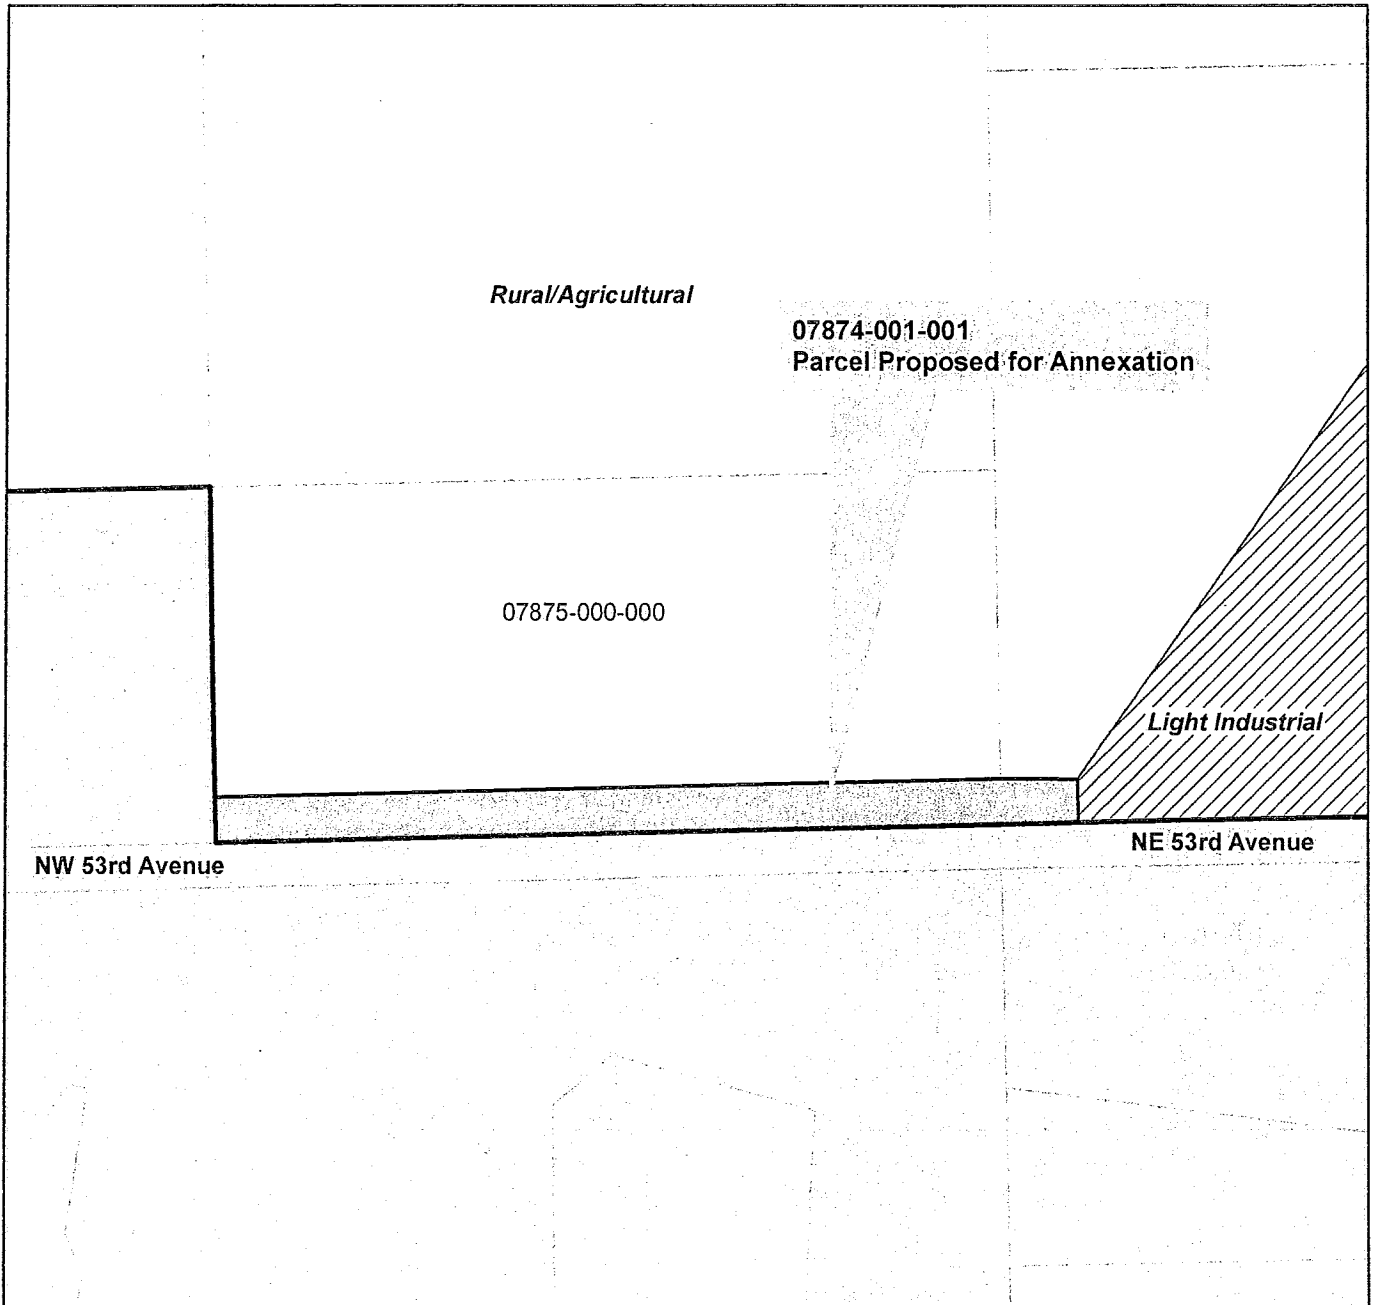 Rural/Agricultural
07874-001-001
Parcel Proposed for Annexation
07875-000-000
Light Industrial
NE 53rd Avenue
NW 53rd Avenue